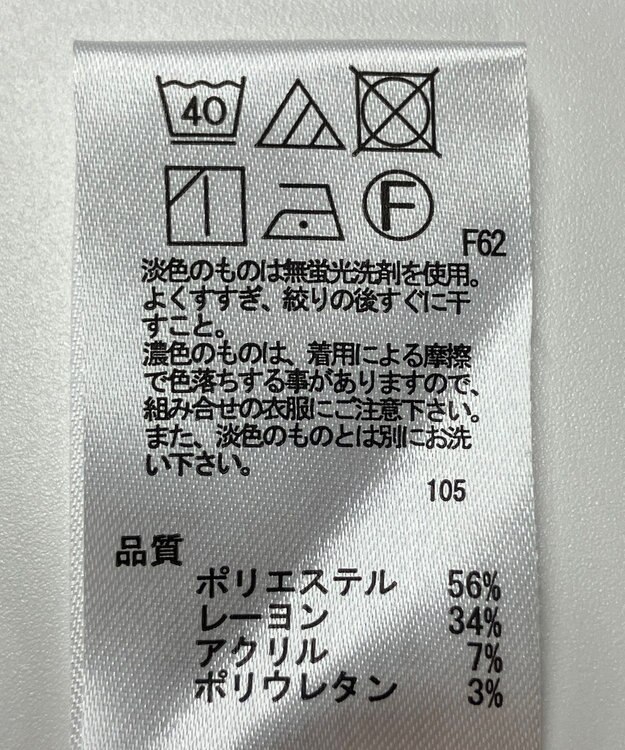 40
F
F62
淡色のものは無蛍光洗剤を使用。
よくすすぎ、絞りの後すぐに干
すこと。
濃色のものは、着用による摩擦
で色落ちする事がありますので、
組み合せの衣服にご注意下さい。
また、淡色のものとは別にお洗
い下さい。
105
品質
ポリエステル 56%
レーヨン 34%
アクリル 7%
ポリウレタン 3%